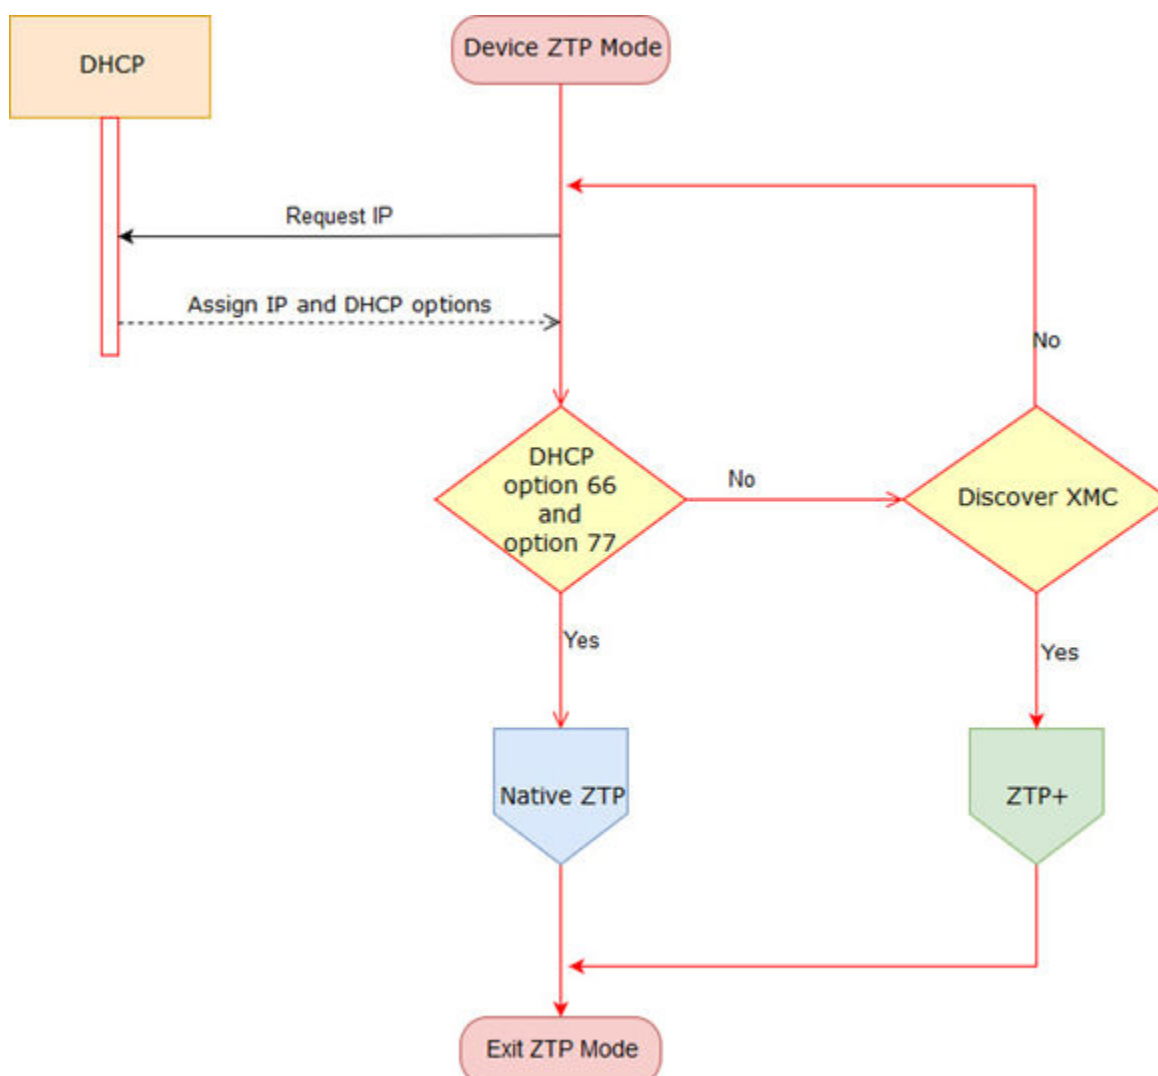 Device ZTP Mode
DHCP
Request IP
Assign IP and DHCP options
No
DHCP
option 66
and
option 77
No
Discover XMC
Yes
Yes
Native ZTP
ZTP+
Exit ZTP Mode